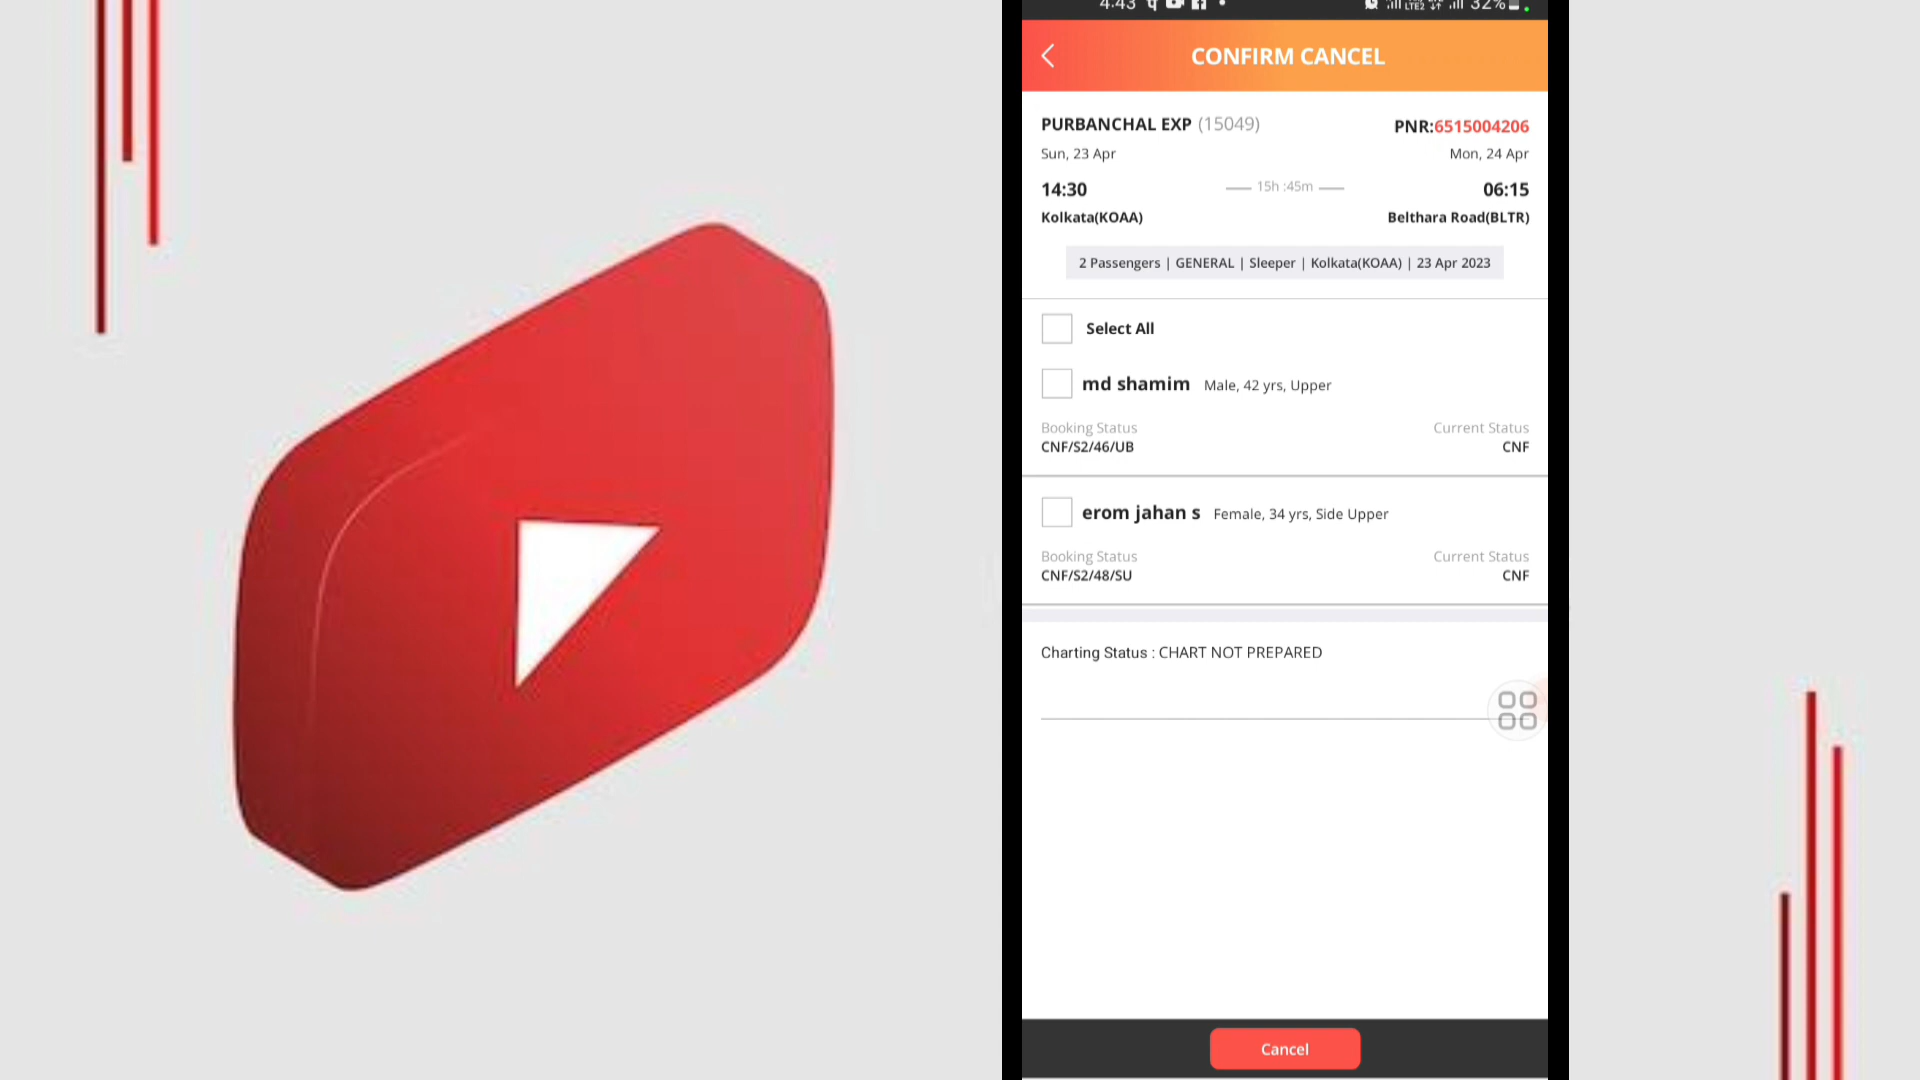 4:43 32%
CONFIRM CANCEL
PURBANCHAL EXP (15049) PNR:6515004206
Sun, 23 Apr Mon, 24 Apr
14:30 15h :45m 06:15
Kolkata(KOAA) Belthara Road(BLTR)
2 Passengers | GENERAL | Sleeper | Kolkata(KOAA) | 23 Apr 2023
Select All
md shamim Male, 42 yrs, Upper
Booking Status Current Status
CNF/S2/46/UB CNF
erom jahan s Female, 34 yrs, Side Upper
Booking Status Current Status
CNF/S2/48/SU CNF
Charting Status : CHART NOT PREPARED
Cancel